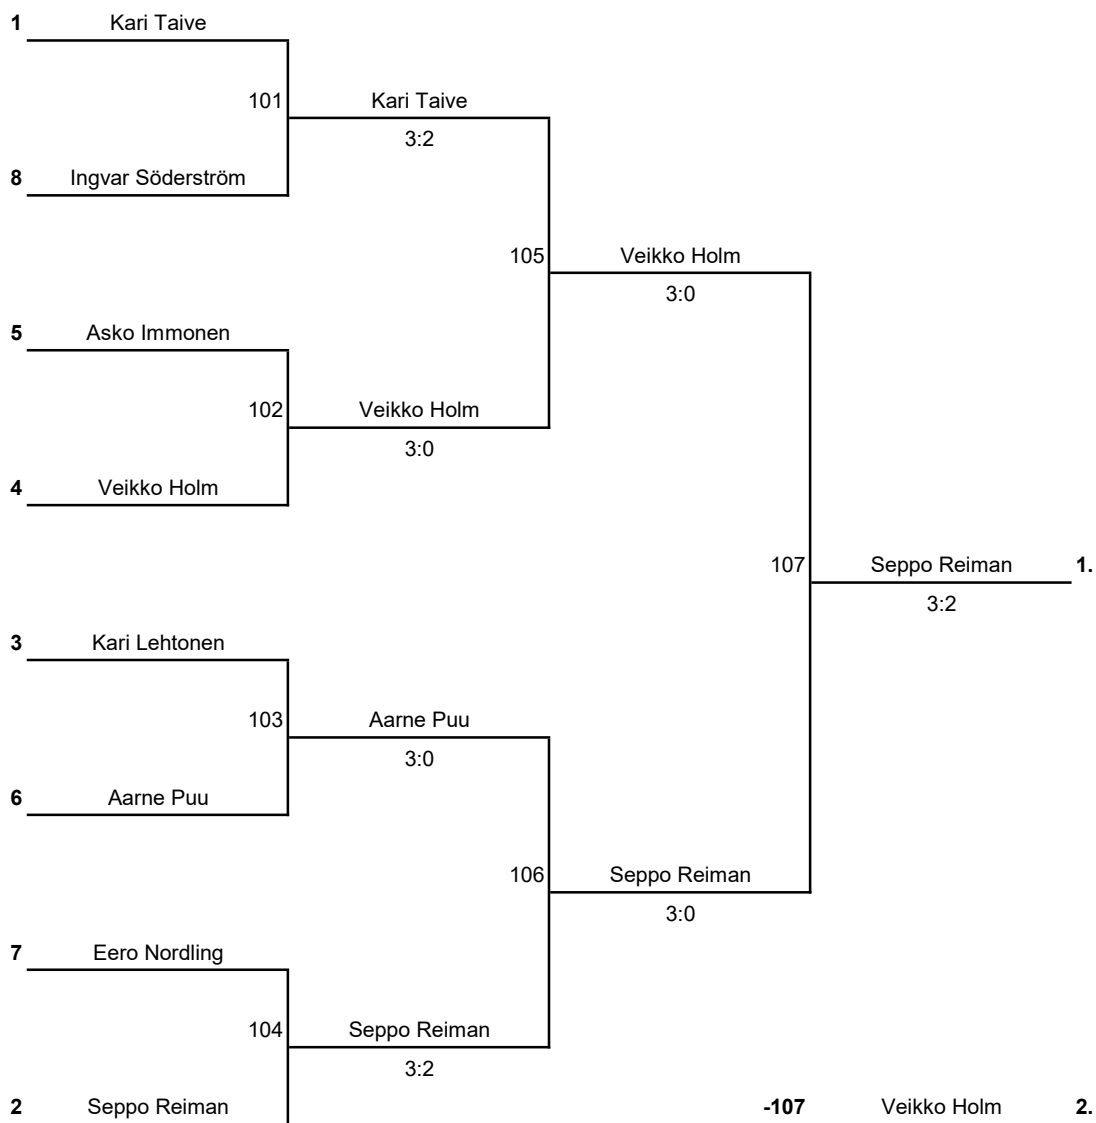 1 Kari Taive
101 Kari Taive
3:2
8 Ingvar Söderström
105 Veikko Holm
3:0
5 Asko Immonen
102 Veikko Holm
3:0
4 Veikko Holm
107 Seppo Reiman 1.
3:2
3 Kari Lehtonen
103 Aarne Puu
3:0
6 Aarne Puu
106 Seppo Reiman
3:0
7 Eero Nordling
104 Seppo Reiman
3:2
2 Seppo Reiman -107 Veikko Holm 2.